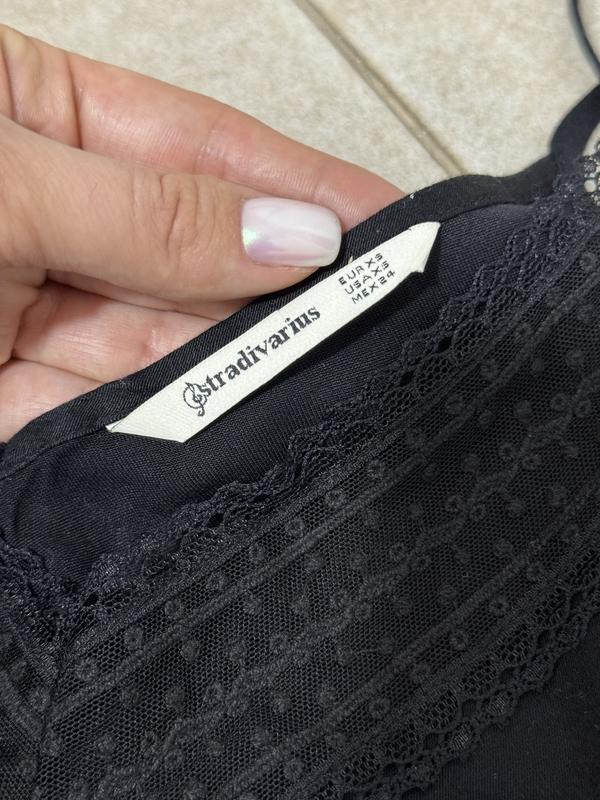 stradivarius
EUR XS
USA XS
MEX 24